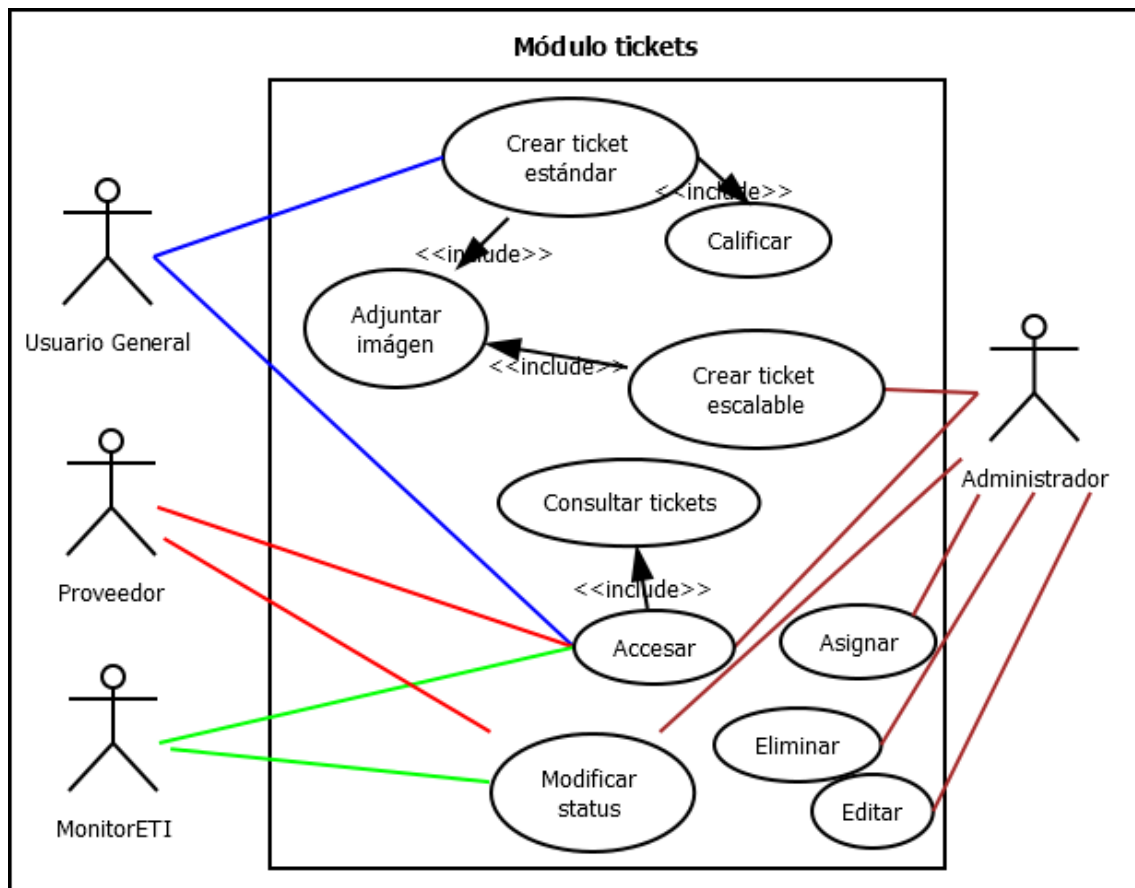 Módulo tickets
Crear ticket
estándar
<<include>>
Calificar
<<include>>
Adjuntar
imágen
<<include>>
Crear ticket
escalable
Usuario General
Consultar tickets
Administrador
<<include>>
Proveedor
Accesar
Asignar
Eliminar
Modificar
status
Editar
MonitorETI